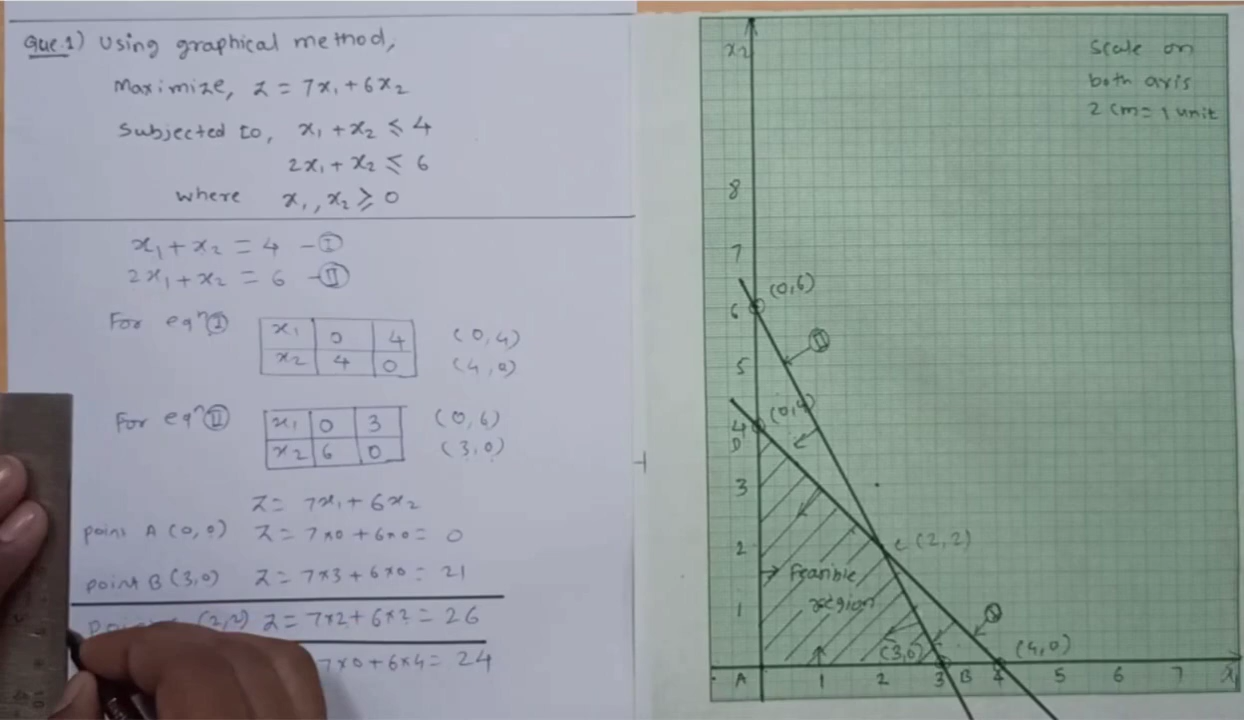 Que.1) Using graphical method,
Maximize, Z = 7x₁ + 6x₂
Subjected to, x₁ + x₂ ≤ 4
2x₁ + x₂ ≤ 6
where x₁, x₂ ≥ 0
x₁ + x₂ = 4 - Ⓘ
2x₁ + x₂ = 6 - Ⅱ
For eqⁿ Ⓘ
x₁ 0 4 (0,4)
x₂ 4 0 (4,0)
For eqⁿ Ⅱ
x₁ 0 3 (0,6)
x₂ 6 0 (3,0)
Z = 7x₁ + 6x₂
point A (0,0) Z = 7×0 + 6×0 = 0
point B (3,0) Z = 7×3 + 6×0 = 21
(2,2) Z = 7×2 + 6×2 = 26
7×0 + 6×4 = 24
x₂
Scale on
both axis
2 cm = 1 unit
8
7
6 (0,6)
Ⅱ
5
4 (0,4)
D
3
2 C (2,2)
Feasible
1 region Ⓘ
(3,0) (4,0)
A 1 2 3 B 4 5 6 7 x₁